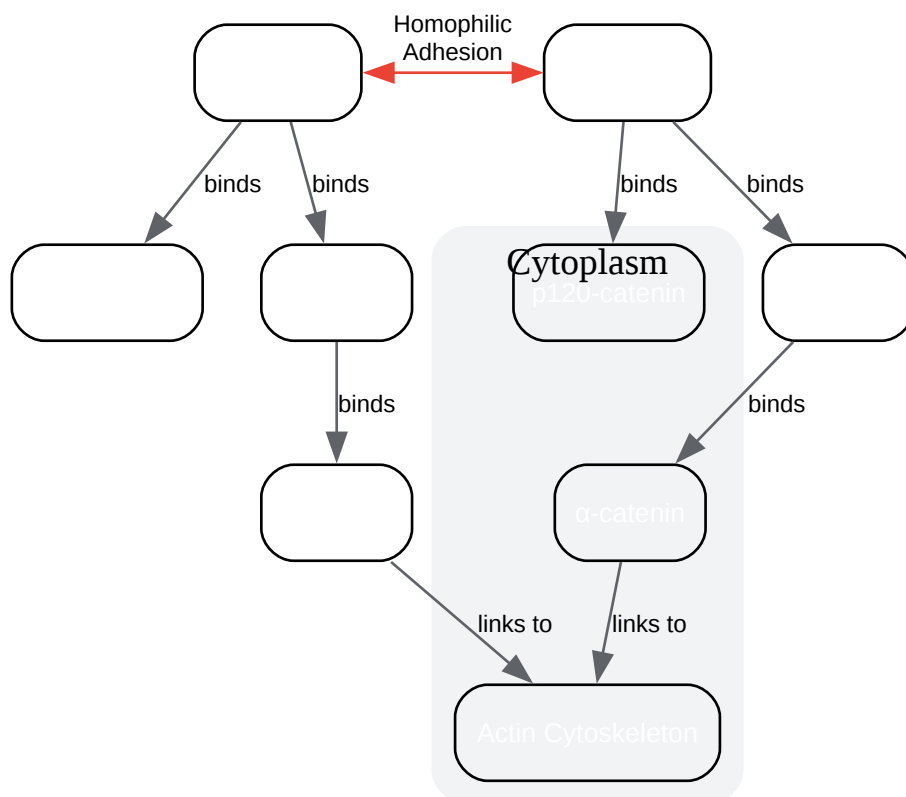 Homophilic
Adhesion
binds
binds
binds
binds
Cytoplasm
p120-catenin
binds
binds
α-catenin
links to
links to
Actin Cytoskeleton